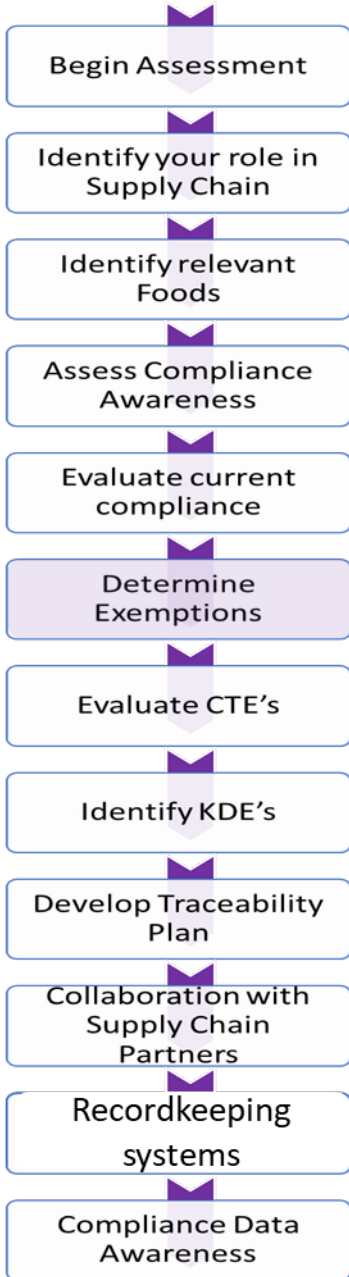 Begin Assessment
Identify your role in
Supply Chain
Identify relevant
Foods
Assess Compliance
Awareness
Evaluate current
compliance
Determine
Exemptions
Evaluate CTE's
Identify KDE's
Develop Traceability
Plan
Collaboration with
Supply Chain
Partners
Recordkeeping
systems
Compliance Data
Awareness